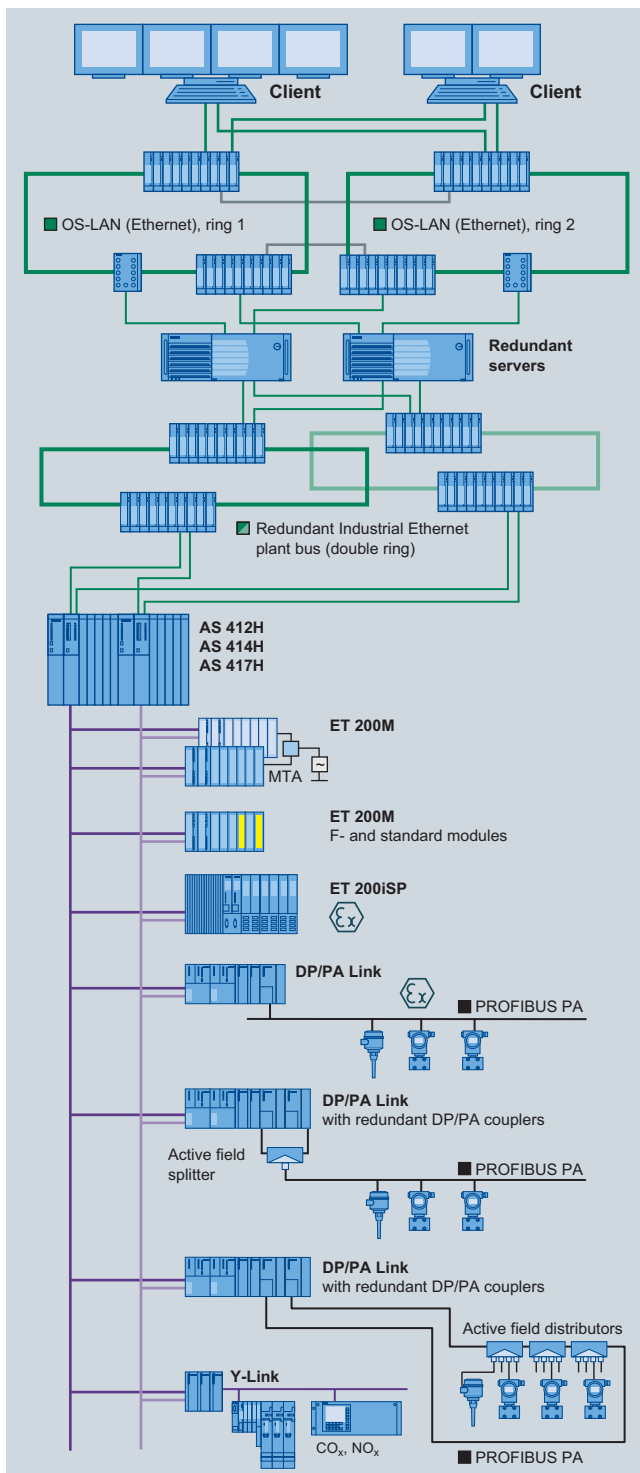 Client
Client
OS-LAN (Ethernet), ring 1
OS-LAN (Ethernet), ring 2
Redundant
servers
Redundant Industrial Ethernet
plant bus (double ring)
AS 412H
AS 414H
AS 417H
ET 200M
MTA
~
ET 200M
F- and standard modules
ET 200iSP
Ex
DP/PA Link
Ex
PROFIBUS PA
DP/PA Link
with redundant DP/PA couplers
Active field
splitter
PROFIBUS PA
DP/PA Link
with redundant DP/PA couplers
Active field distributors
Y-Link
COₓ, NOₓ
PROFIBUS PA